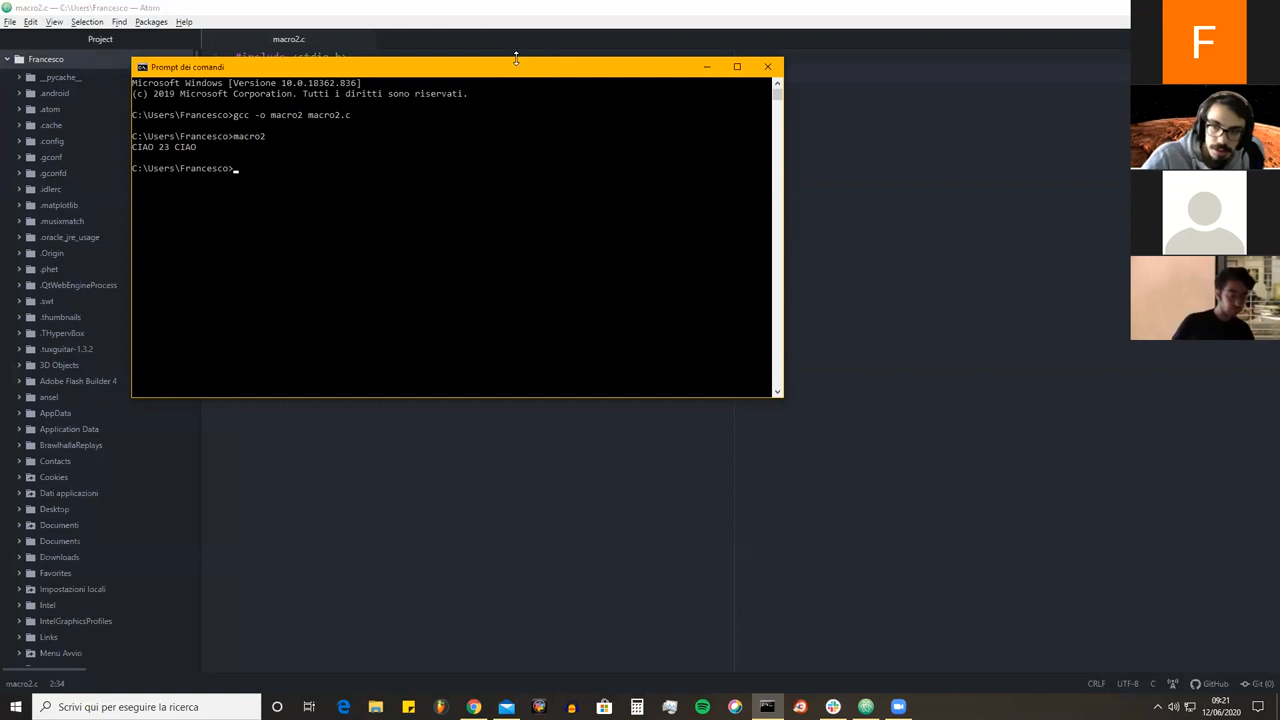 macro2.c — C:\Users\Francesco — Atom
File Edit View Selection Find Packages Help
Project
macro2.c
Francesco
#include <stdio.h>
Prompt dei comandi
Microsoft Windows [Versione 10.0.18362.836]
(c) 2019 Microsoft Corporation. Tutti i diritti sono riservati.
C:\Users\Francesco>gcc -o macro2 macro2.c
C:\Users\Francesco>macro2
CIAO 23 CIAO
C:\Users\Francesco>
__pycache__
.android
.atom
.cache
.config
.gconf
.gconfd
.idlerc
.matplotlib
.musixmatch
.oracle_jre_usage
.Origin
.phet
.QtWebEngineProcess
.swt
.thumbnails
.THypervBox
.tuxguitar-1.3.2
3D Objects
Adobe Flash Builder 4
ansel
AppData
Application Data
BrawlhallaReplays
Contacts
Cookies
Dati applicazioni
Desktop
Documenti
Documents
Downloads
Favorites
Impostazioni locali
Intel
IntelGraphicsProfiles
Links
Menu Avvio
F
macro2.c 2:34
CRLF UTF-8 C GitHub Git (0)
Scrivi qui per eseguire la ricerca
09:21
12/06/2020